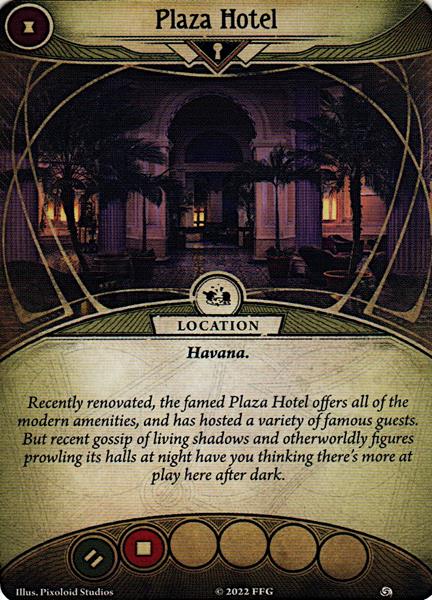 Plaza Hotel
LOCATION
Havana.
Recently renovated, the famed Plaza Hotel offers all of the
modern amenities, and has hosted a variety of famous guests.
But recent gossip of living shadows and otherworldly figures
prowling its halls at night have you thinking there's more at
play here after dark.
Illus. Pixoloid Studios
© 2022 FFG